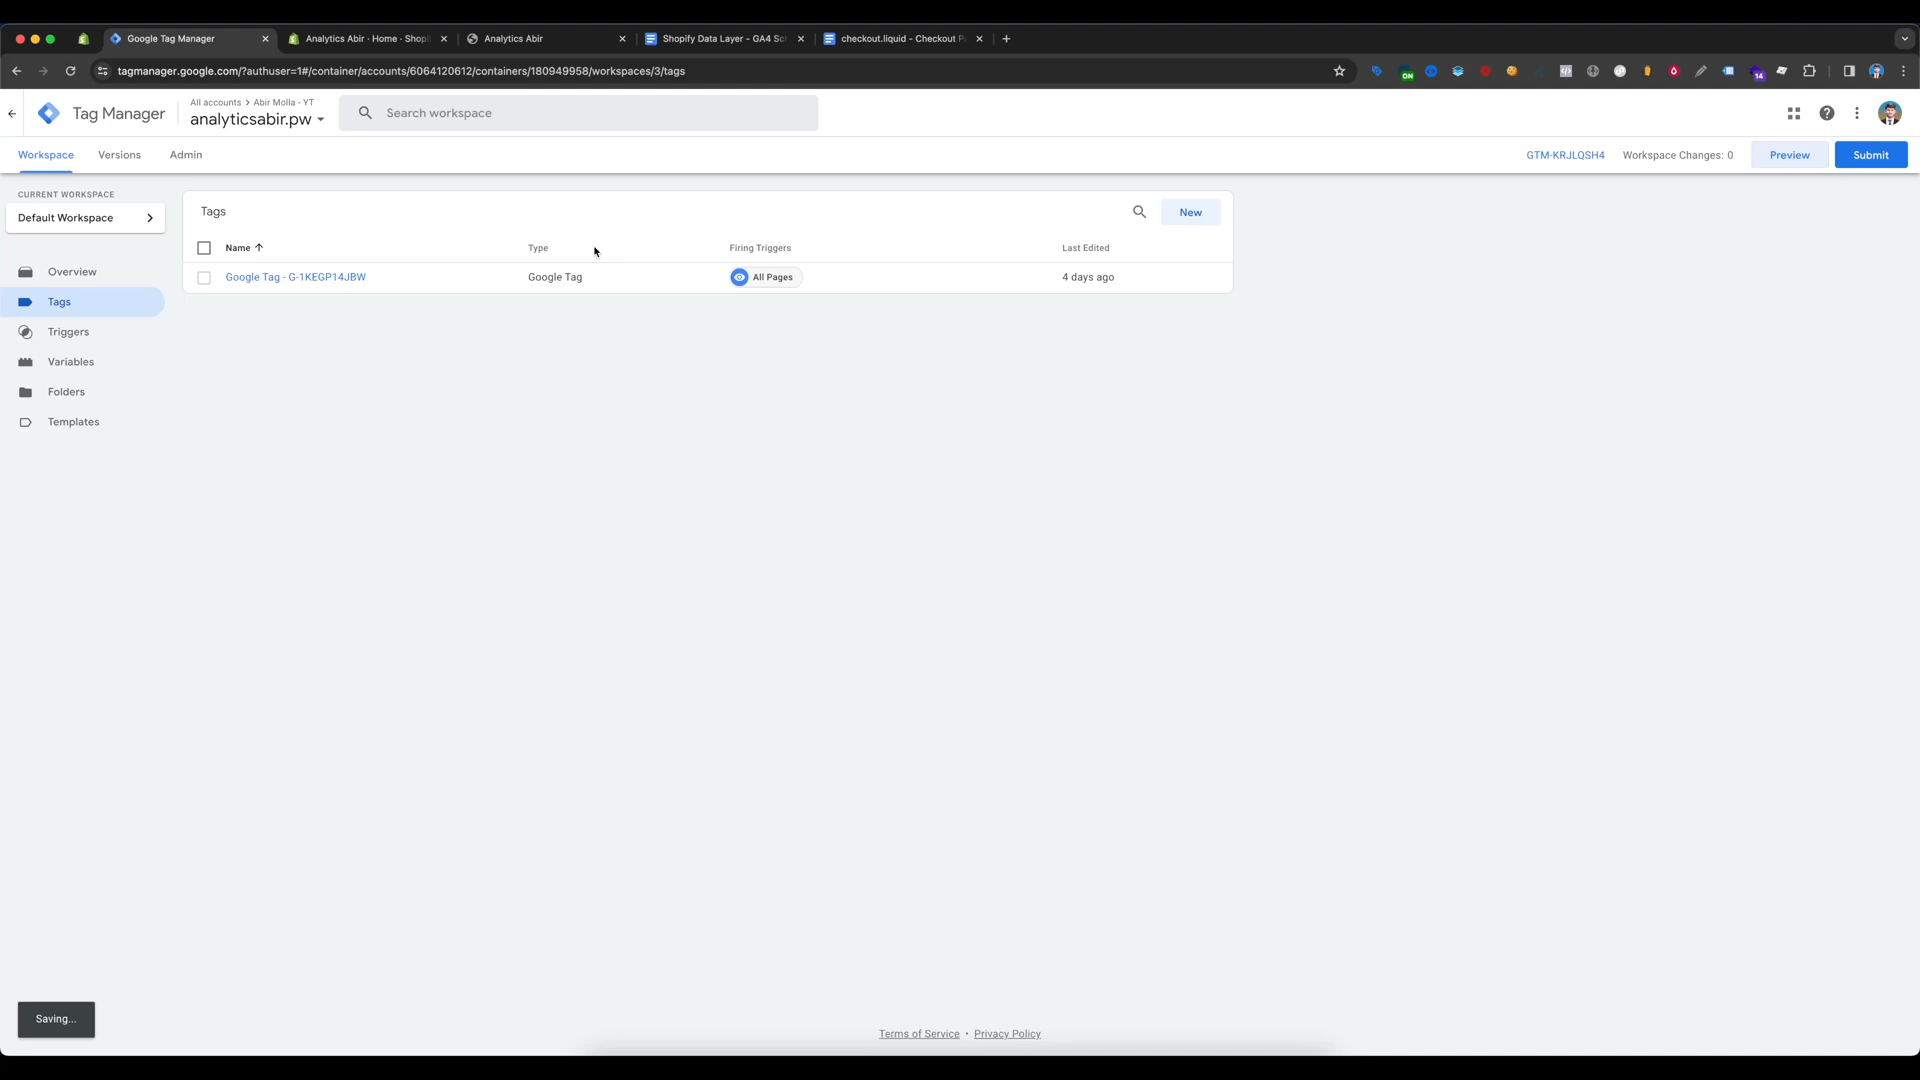 Google Tag Manager
Analytics Abir · Home · Shopi
Analytics Abir
Shopify Data Layer - GA4 Sc
checkout.liquid - Checkout P
tagmanager.google.com/?authuser=1#/container/accounts/6064120612/containers/180949958/workspaces/3/tags
ON
14
Tag Manager
All accounts > Abir Molla - YT
analyticsabir.pw
Search workspace
Workspace
Versions
Admin
GTM-KRJLQSH4
Workspace Changes: 0
Preview
Submit
CURRENT WORKSPACE
Default Workspace
Overview
Tags
Triggers
Variables
Folders
Templates
Tags
New
Name
Type
Firing Triggers
Last Edited
Google Tag - G-1KEGP14JBW
Google Tag
All Pages
4 days ago
Saving...
Terms of Service • Privacy Policy